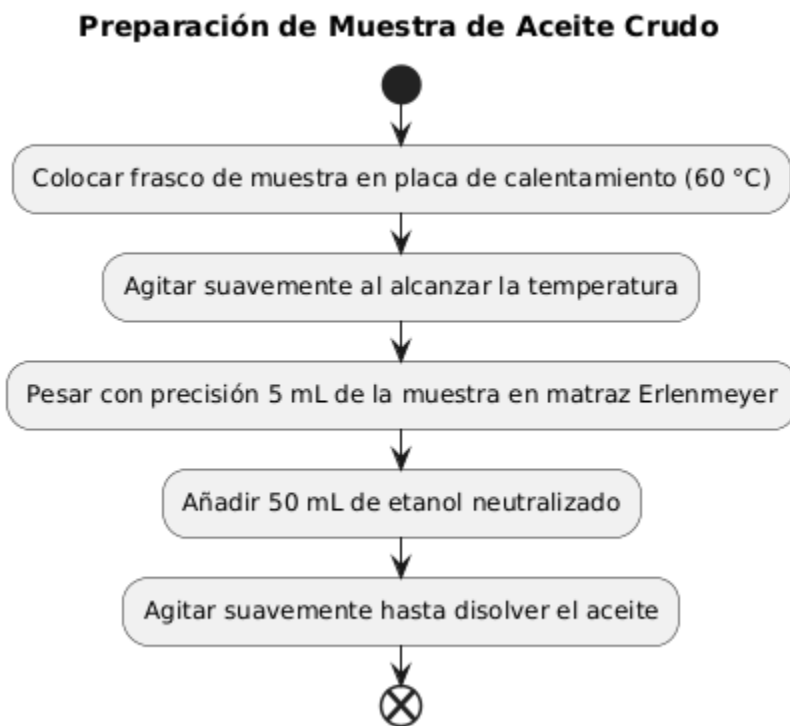 Preparación de Muestra de Aceite Crudo
Colocar frasco de muestra en placa de calentamiento (60 °C)
Agitar suavemente al alcanzar la temperatura
Pesar con precisión 5 mL de la muestra en matraz Erlenmeyer
Añadir 50 mL de etanol neutralizado
Agitar suavemente hasta disolver el aceite